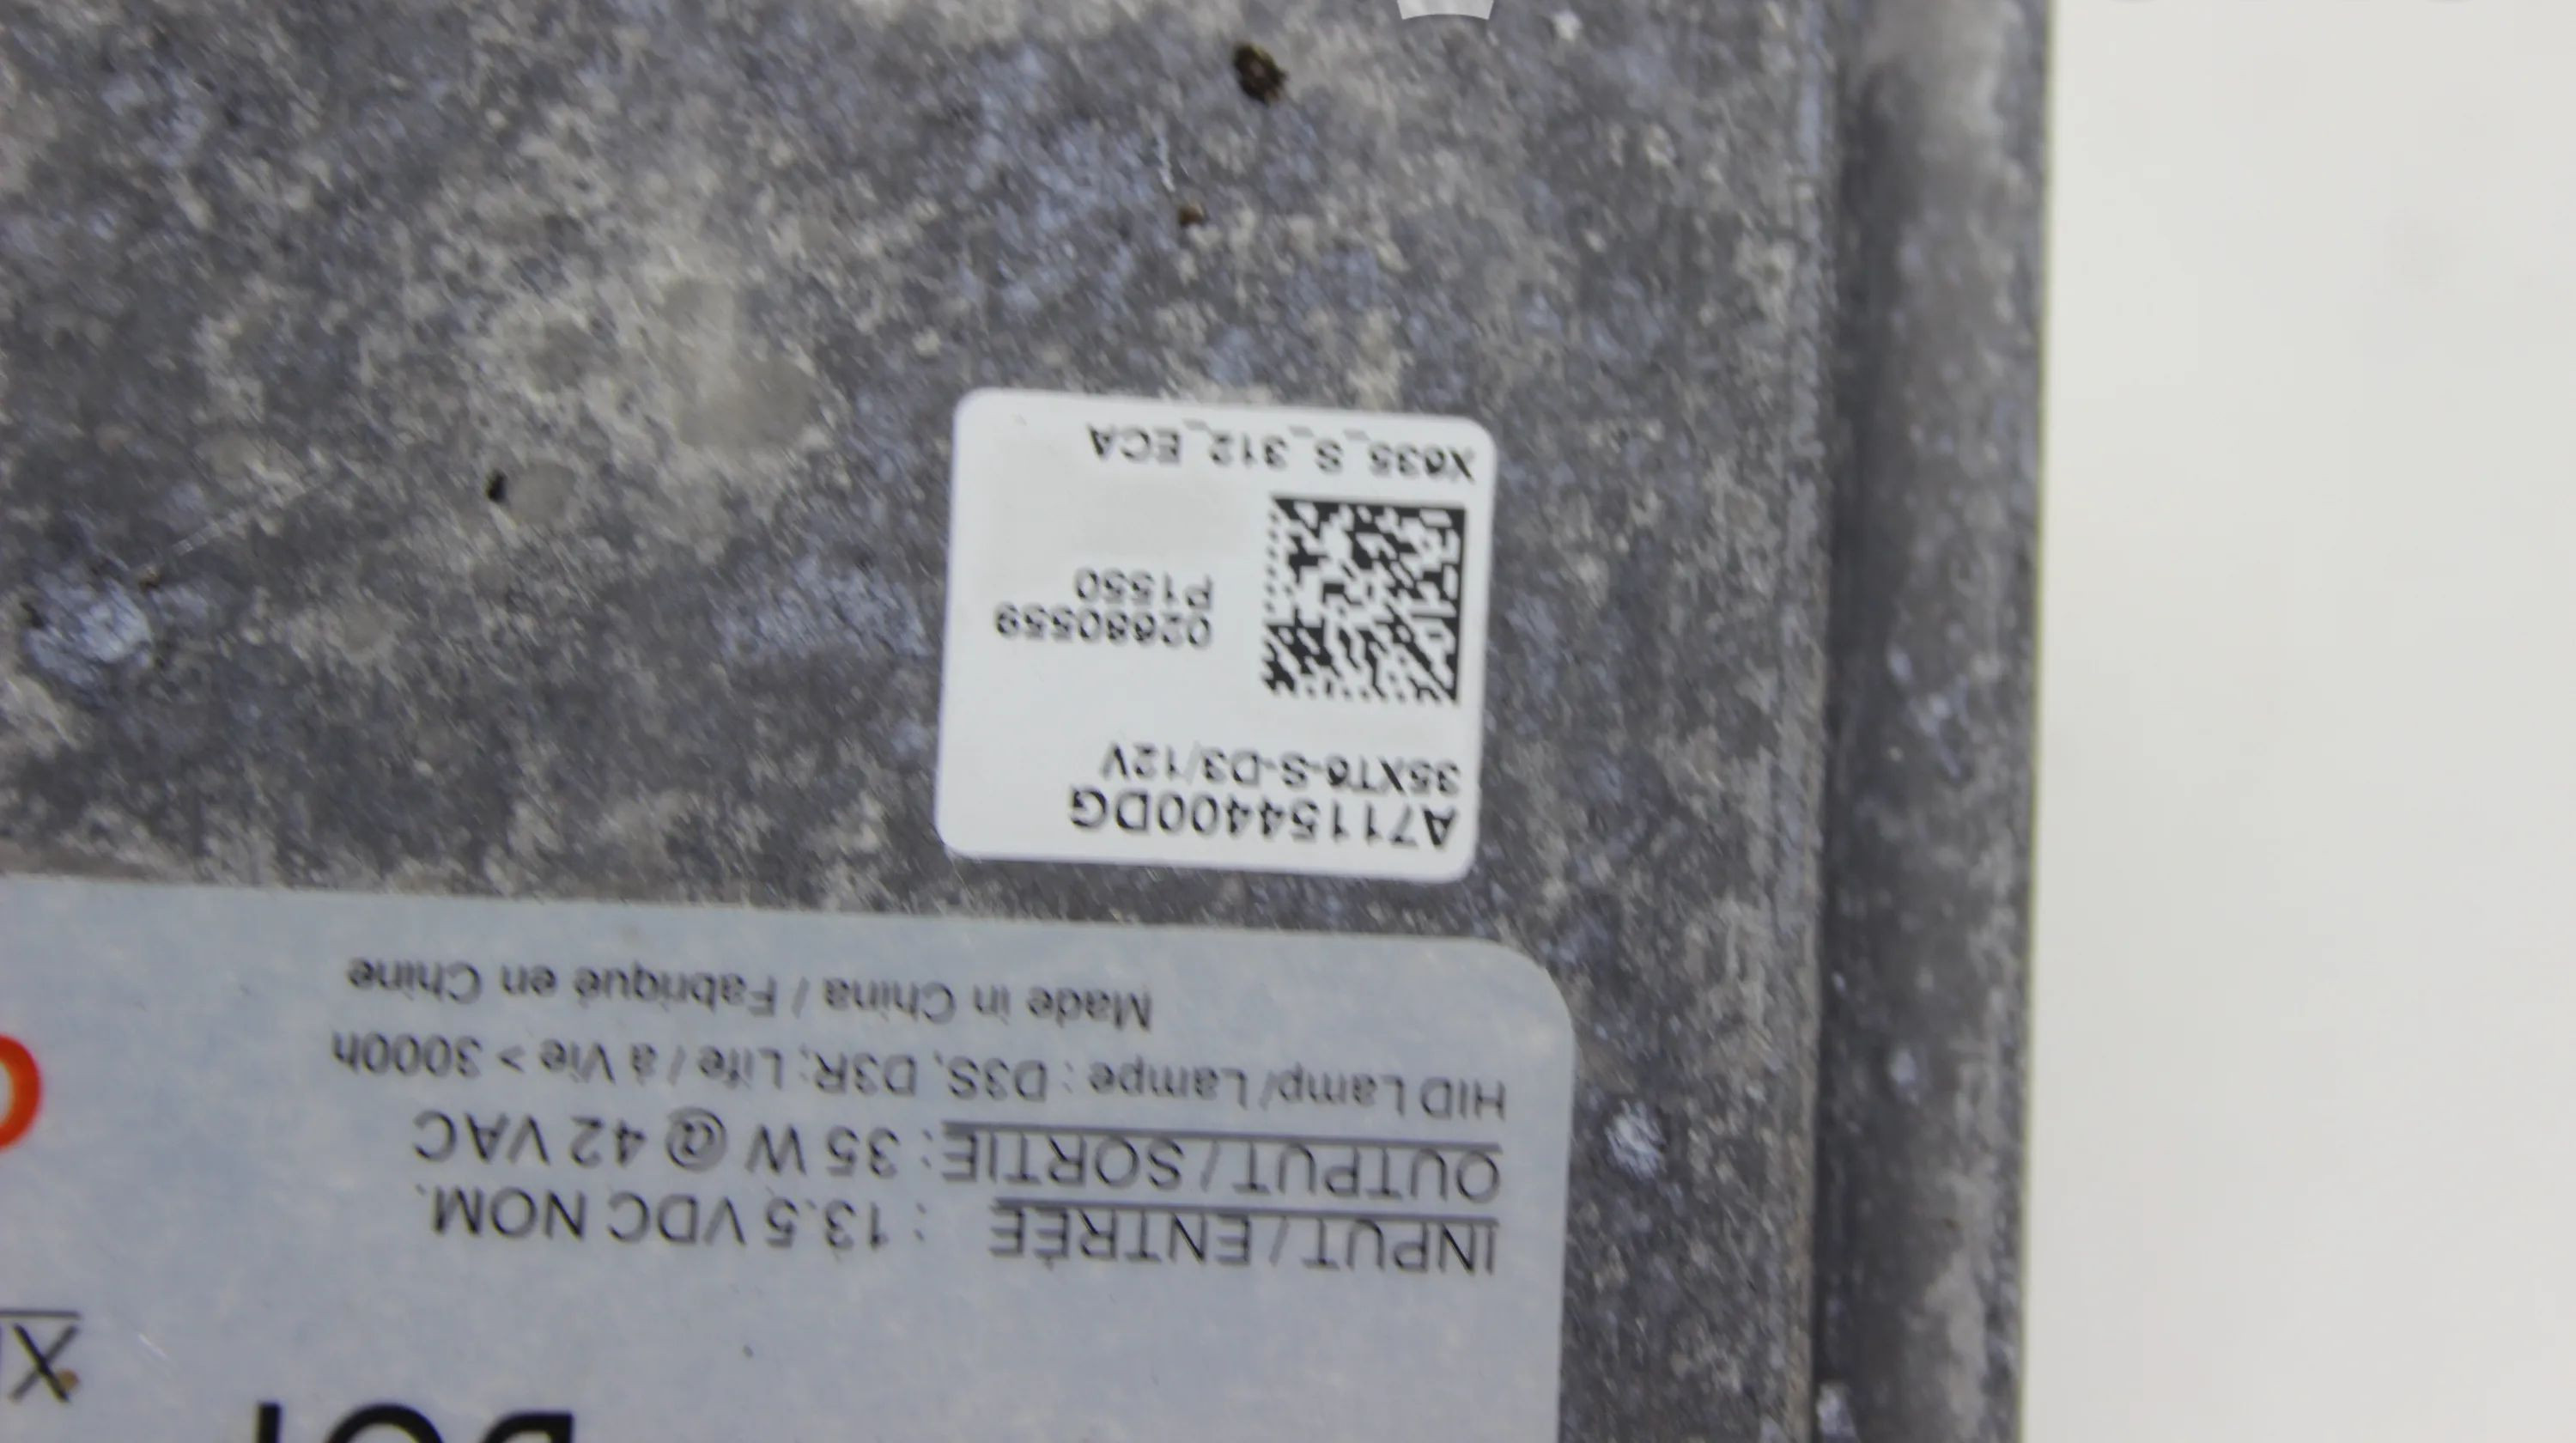 INPUT / ENTRÉE : 13.5 VDC NOM.
OUTPUT / SORTIE : 35 W @ 42 VAC
HID Lamp/ Lampe : D3S, D3R; Life / à Vie > 3000h
Made in China / Fabriqué en Chine
A71154400DG
35XT6-S-D3/12V
02680559
P1550
X635_S_312_ECA